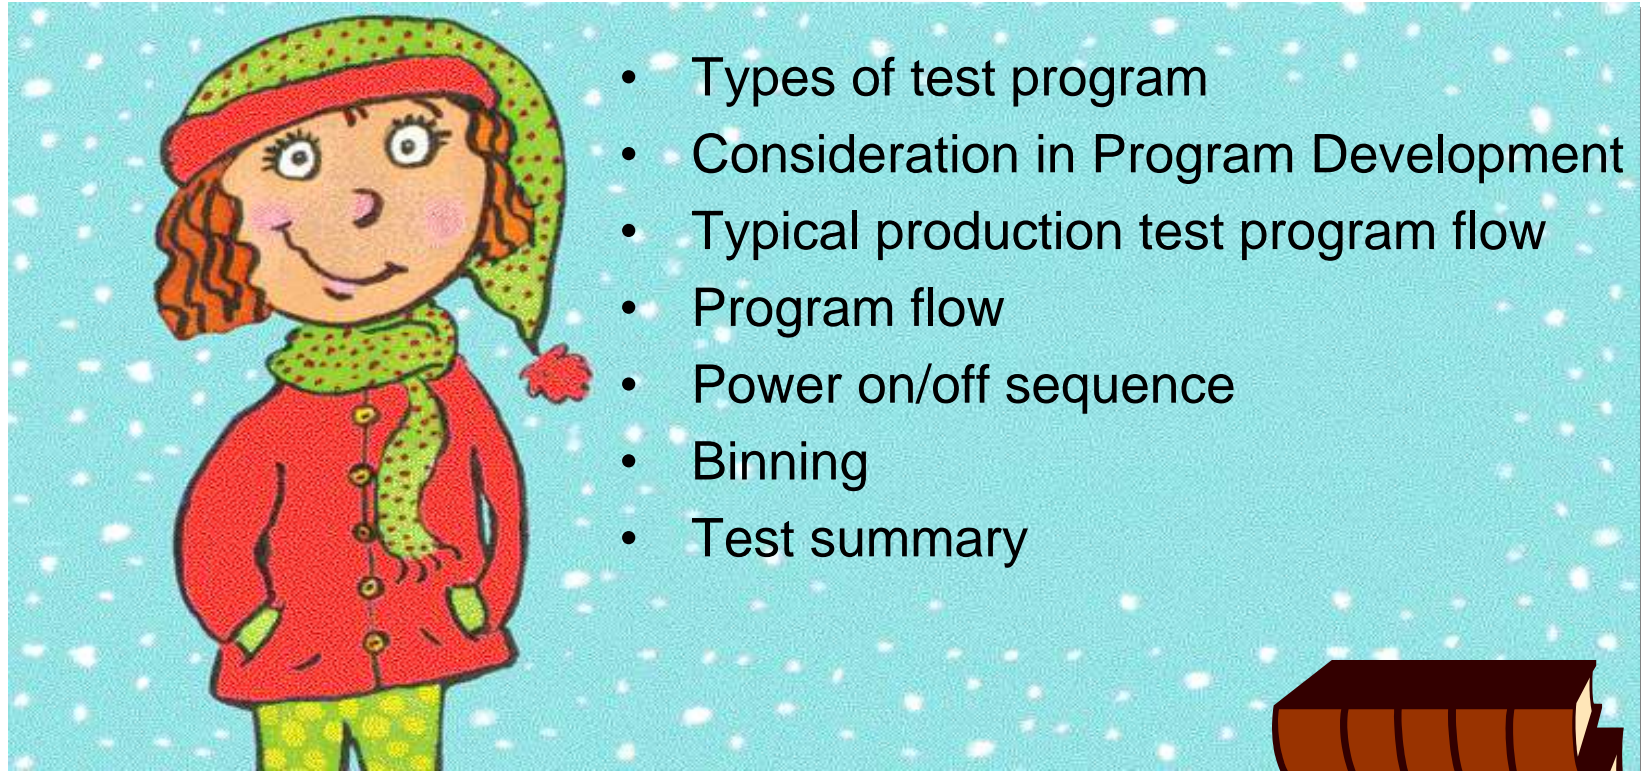 • Types of test program
• Consideration in Program Development
• Typical production test program flow
• Program flow
• Power on/off sequence
• Binning
• Test summary